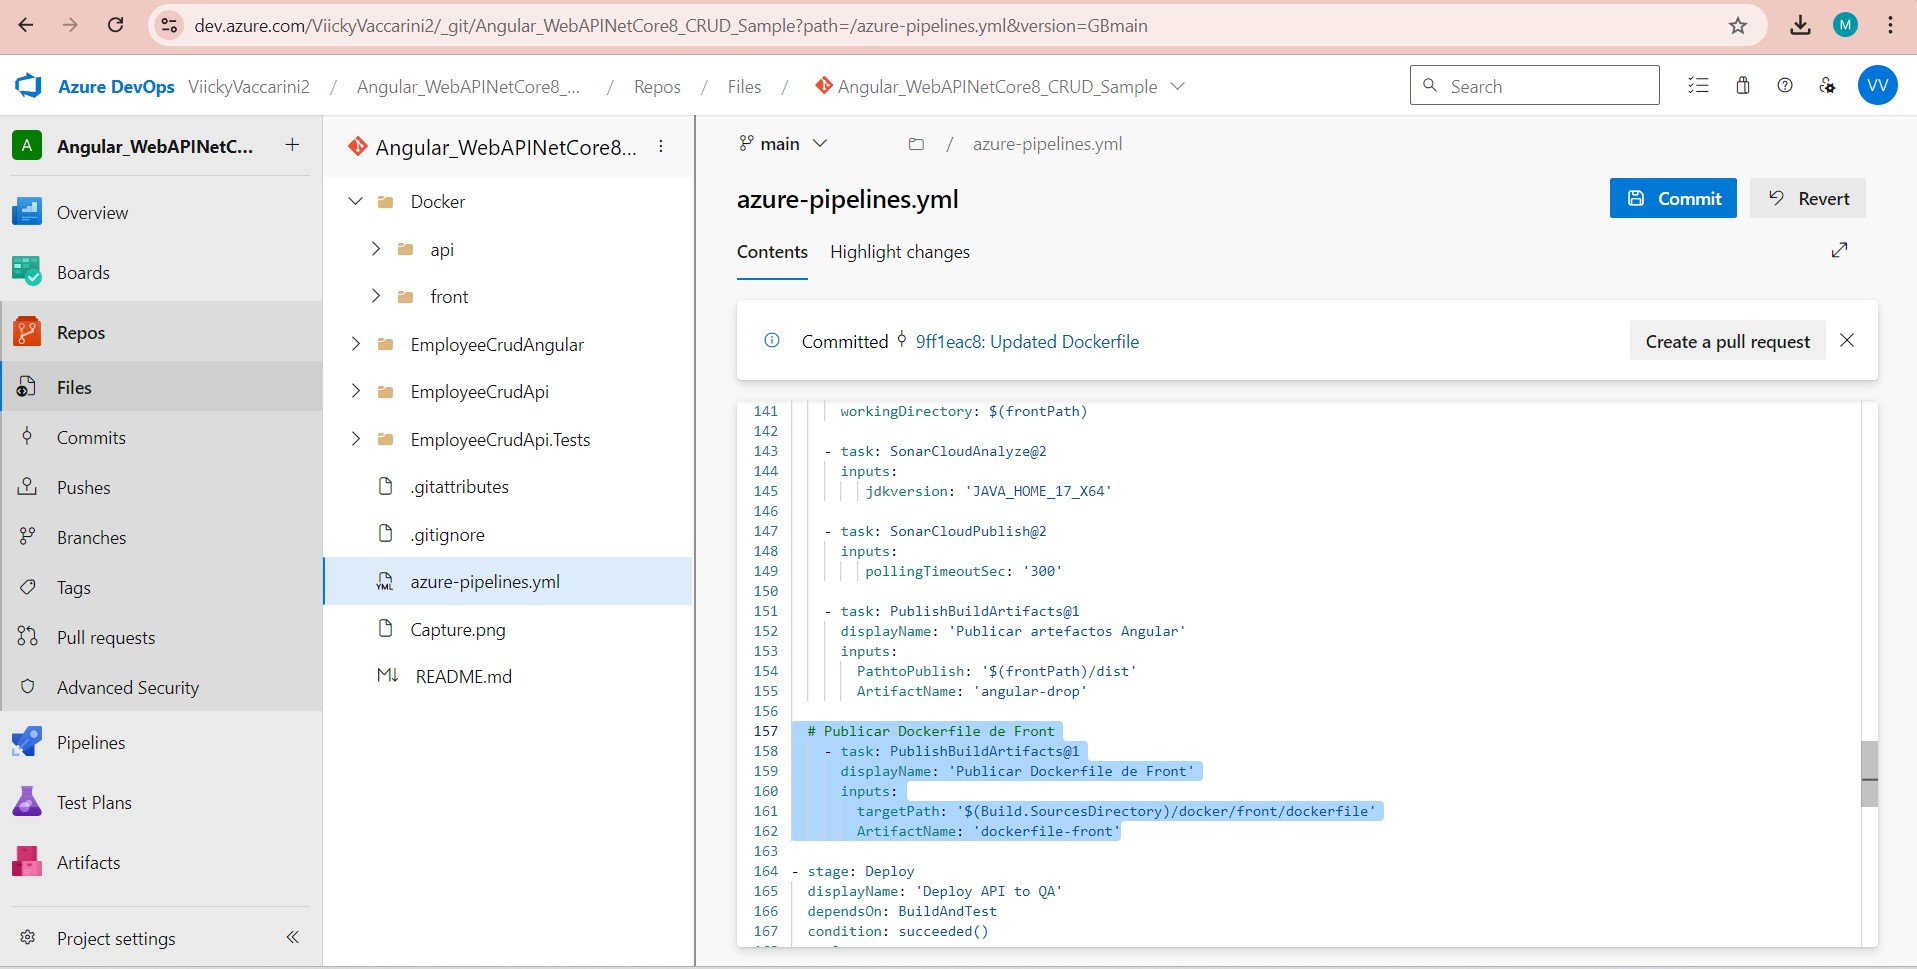 dev.azure.com/ViickyVaccarini2/_git/Angular_WebAPINetCore8_CRUD_Sample?path=/azure-pipelines.yml&version=GBmain
M
Azure DevOps ViickyVaccarini2 / Angular_WebAPINetCore8_... / Repos / Files / Angular_WebAPINetCore8_CRUD_Sample
Search
VV
A Angular_WebAPINetC... +
Overview
Boards
Repos
Files
Commits
Pushes
Branches
Tags
Pull requests
Advanced Security
Pipelines
Test Plans
Artifacts
Project settings
Angular_WebAPINetCore8...
Docker
api
front
EmployeeCrudAngular
EmployeeCrudApi
EmployeeCrudApi.Tests
.gitattributes
.gitignore
YML azure-pipelines.yml
Capture.png
M↓ README.md
main / azure-pipelines.yml
azure-pipelines.yml
Commit
Revert
Contents Highlight changes
Committed 9ff1eac8: Updated Dockerfile
Create a pull request
141 workingDirectory: $(frontPath)
142
143 - task: SonarCloudAnalyze@2
144 inputs:
145 jdkversion: 'JAVA_HOME_17_X64'
146
147 - task: SonarCloudPublish@2
148 inputs:
149 pollingTimeoutSec: '300'
150
151 - task: PublishBuildArtifacts@1
152 displayName: 'Publicar artefactos Angular'
153 inputs:
154 PathtoPublish: '$(frontPath)/dist'
155 ArtifactName: 'angular-drop'
156
157 # Publicar Dockerfile de Front
158 - task: PublishBuildArtifacts@1
159 displayName: 'Publicar Dockerfile de Front'
160 inputs:
161 targetPath: '$(Build.SourcesDirectory)/docker/front/dockerfile'
162 ArtifactName: 'dockerfile-front'
163
164 - stage: Deploy
165 displayName: 'Deploy API to QA'
166 dependsOn: BuildAndTest
167 condition: succeeded()